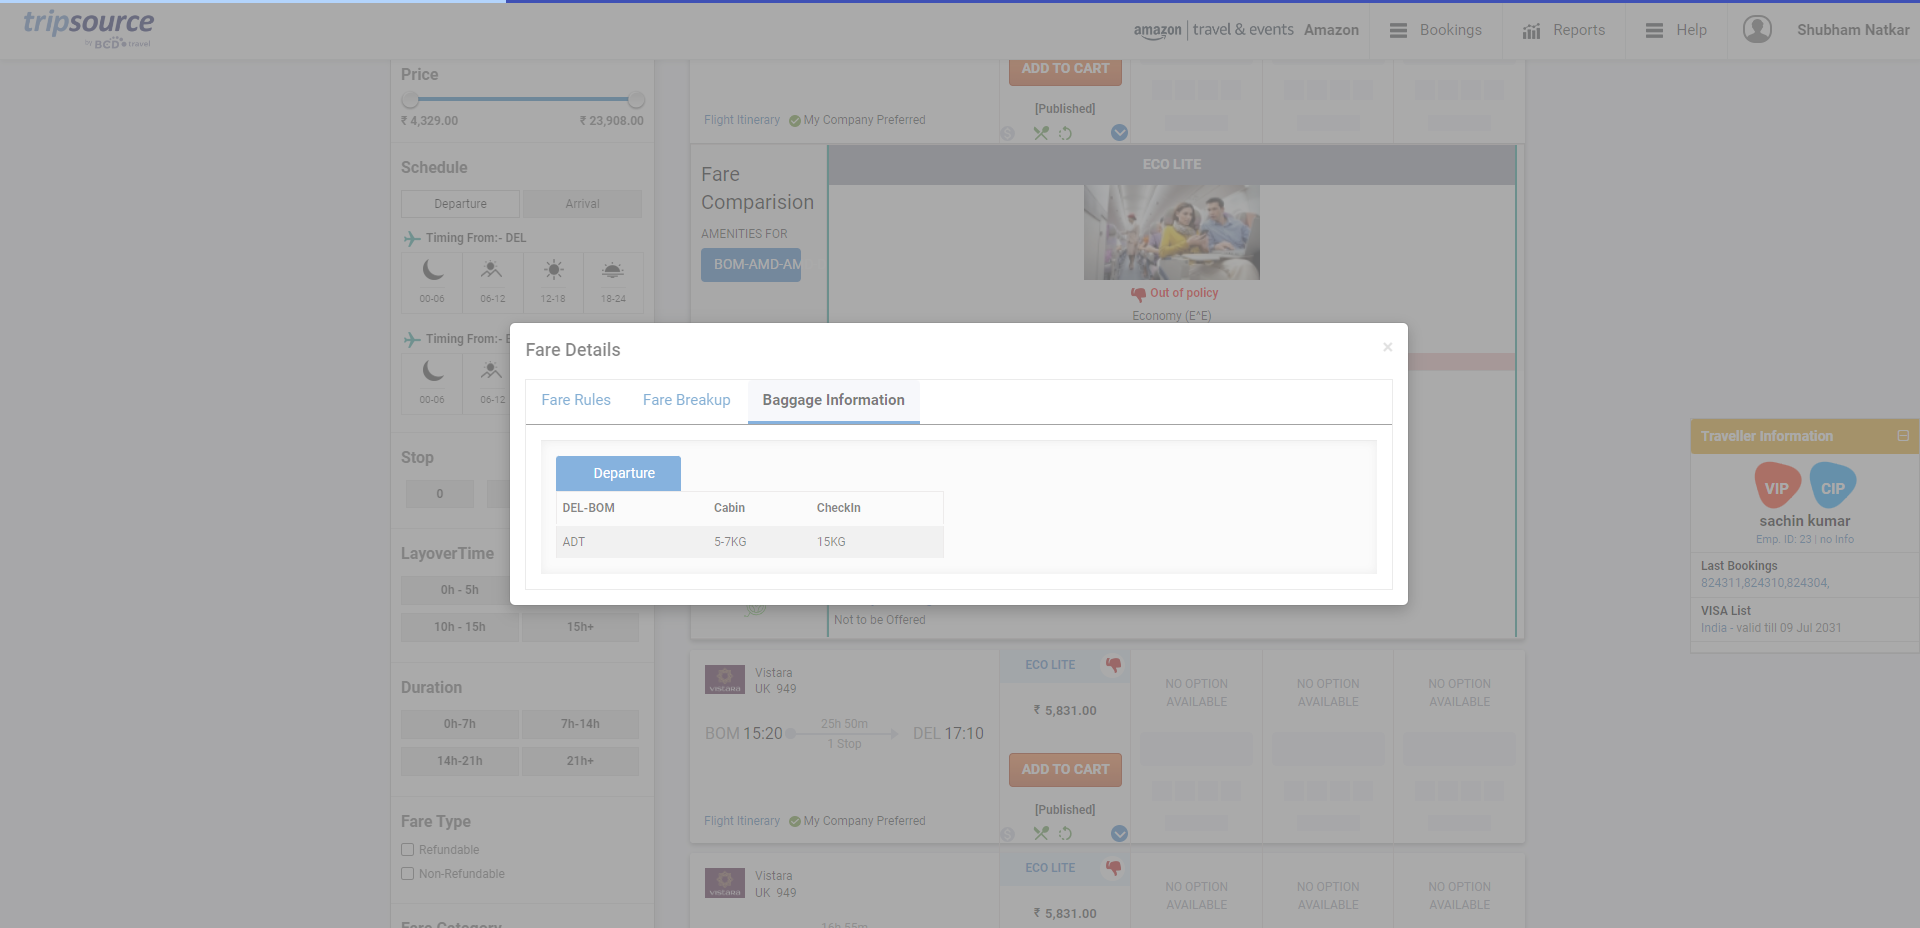 tripsource
by BCD travel
amazon | travel & events Amazon
Bookings
Reports
Help
Shubham Natkar
Price
₹ 4,329.00 ₹ 23,908.00
Schedule
Departure Arrival
Timing From:- DEL
00-06 06-12 12-18 18-24
Timing From:-
00-06 06-12
Stop
0
LayoverTime
0h - 5h
10h - 15h 15h+
Duration
0h-7h 7h-14h
14h-21h 21h+
Fare Type
Refundable
Non-Refundable
Fare Category
ADD TO CART
[Published]
Flight Itinerary My Company Preferred
Fare
Comparision
AMENITIES FOR
BOM-AMD-AM
ECO LITE
Out of policy
Economy (E^E)
Fare Details
×
Fare Rules Fare Breakup Baggage Information
Departure
DEL-BOM Cabin CheckIn
ADT 5-7KG 15KG
Not to be Offered
vistara
Vistara
UK 949
BOM 15:20 25h 50m DEL 17:10
1 Stop
Flight Itinerary My Company Preferred
ECO LITE
₹ 5,831.00
ADD TO CART
[Published]
NO OPTION
AVAILABLE
NO OPTION
AVAILABLE
NO OPTION
AVAILABLE
vistara
Vistara
UK 949
16h 55m
ECO LITE
₹ 5,831.00
NO OPTION
AVAILABLE
NO OPTION
AVAILABLE
NO OPTION
AVAILABLE
Traveller Information
VIP CIP
sachin kumar
Emp. ID: 23 | no Info
Last Bookings
824311,824310,824304,
VISA List
India - valid till 09 Jul 2031